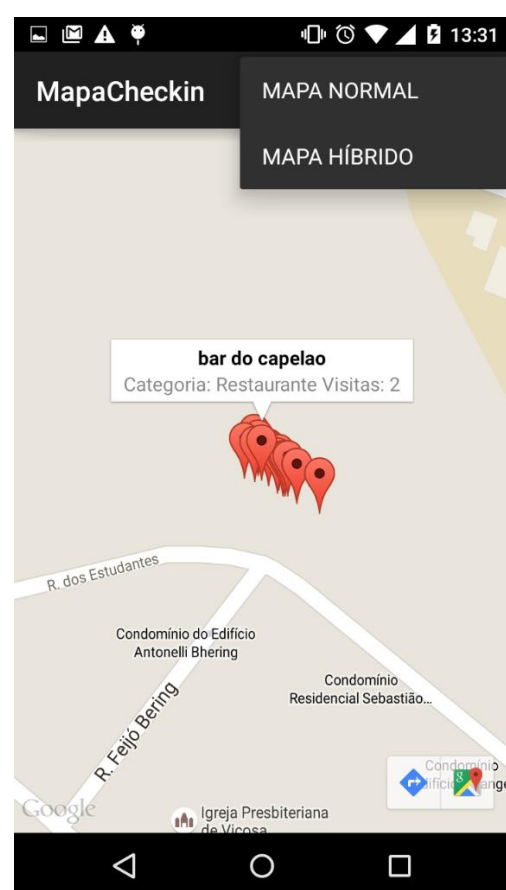 13:31
MapaCheckin
MAPA NORMAL
MAPA HÍBRIDO
bar do capelao
Categoria: Restaurante Visitas: 2
R. dos Estudantes
Condomínio do Edifício
Antonelli Bhering
Condomínio
Residencial Sebastião...
R. Feijó Bering
Condomínio
Google
Igreja Presbiteriana
de Viçosa